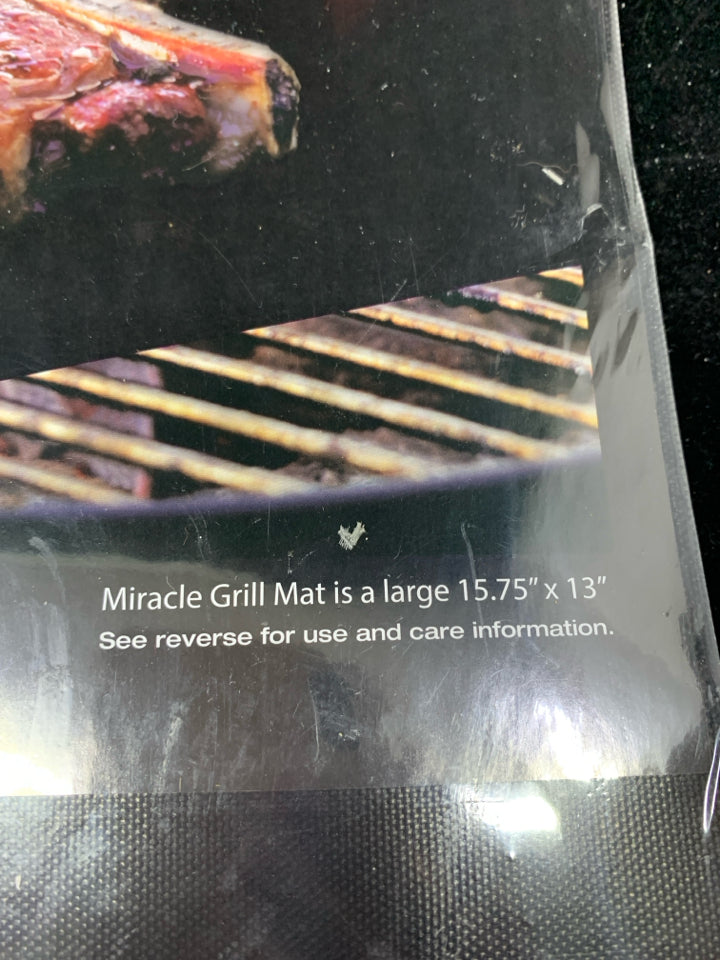 Miracle Grill Mat is a large 15.75" x 13"
See reverse for use and care information.